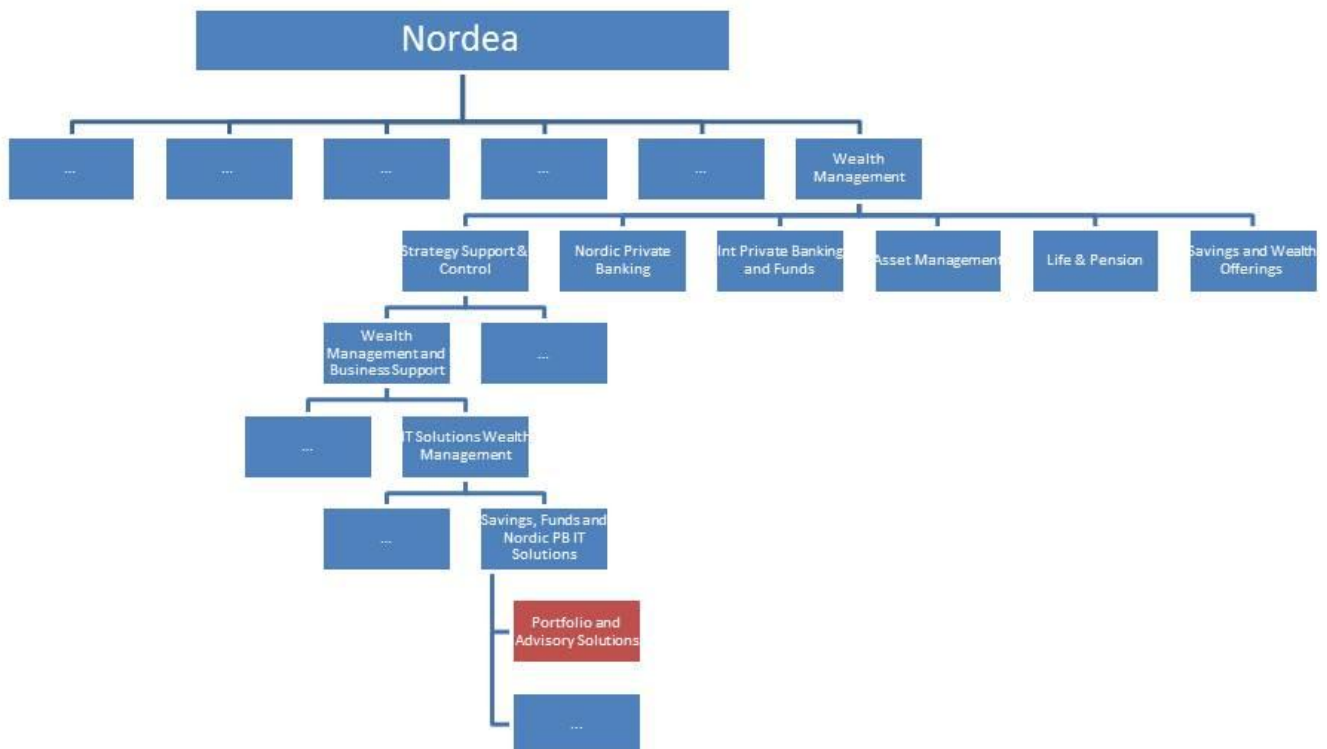 Nordea
...
...
...
...
...
Wealth
Management
Strategy Support &
Control
Nordic Private
Banking
Int Private Banking
and Funds
Asset Management
Life & Pension
Savings and Wealth
Offerings
Wealth
Management and
Business Support
...
...
IT Solutions Wealth
Management
...
Savings, Funds and
Nordic PB IT
Solutions
Portfolio and
Advisory Solutions
...